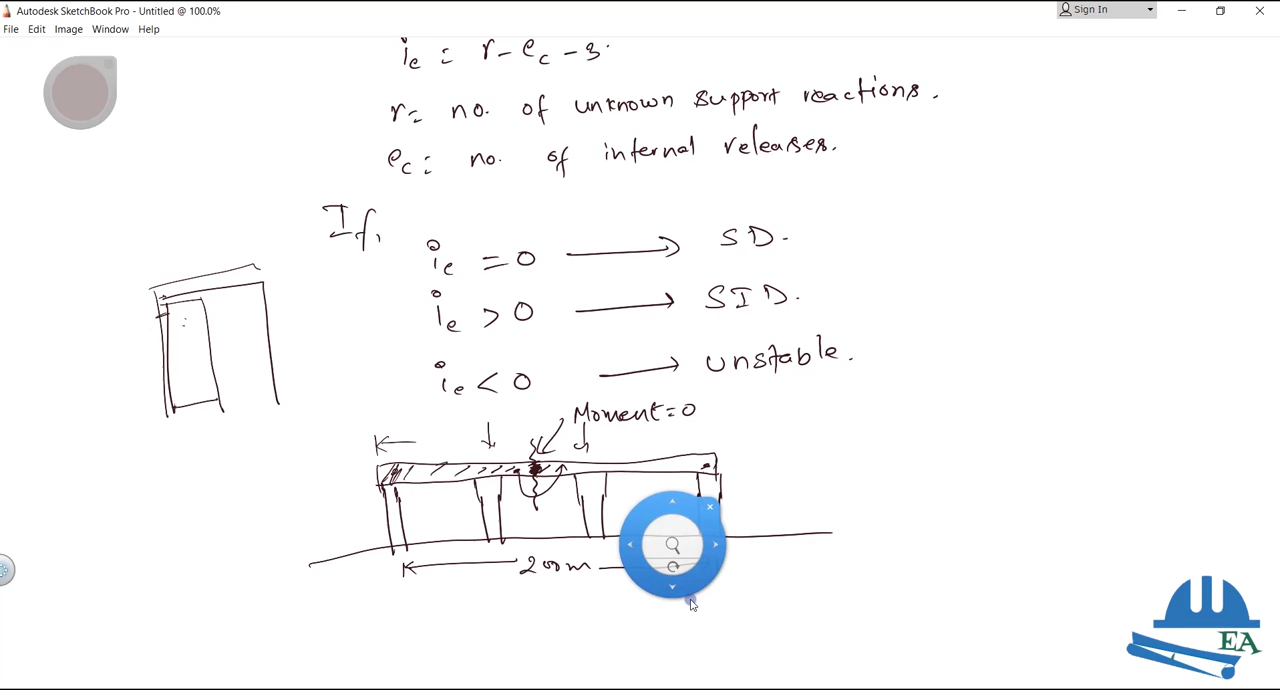 Autodesk SketchBook Pro - Untitled @ 100.0%
Sign In
File Edit Image Window Help
ie = r - ec - 3.
r = no. of unknown support reactions.
ec = no. of internal releases.
If,
ie = 0 → SD.
ie > 0 → SID.
ie < 0 → unstable.
Moment = 0
200m
EA